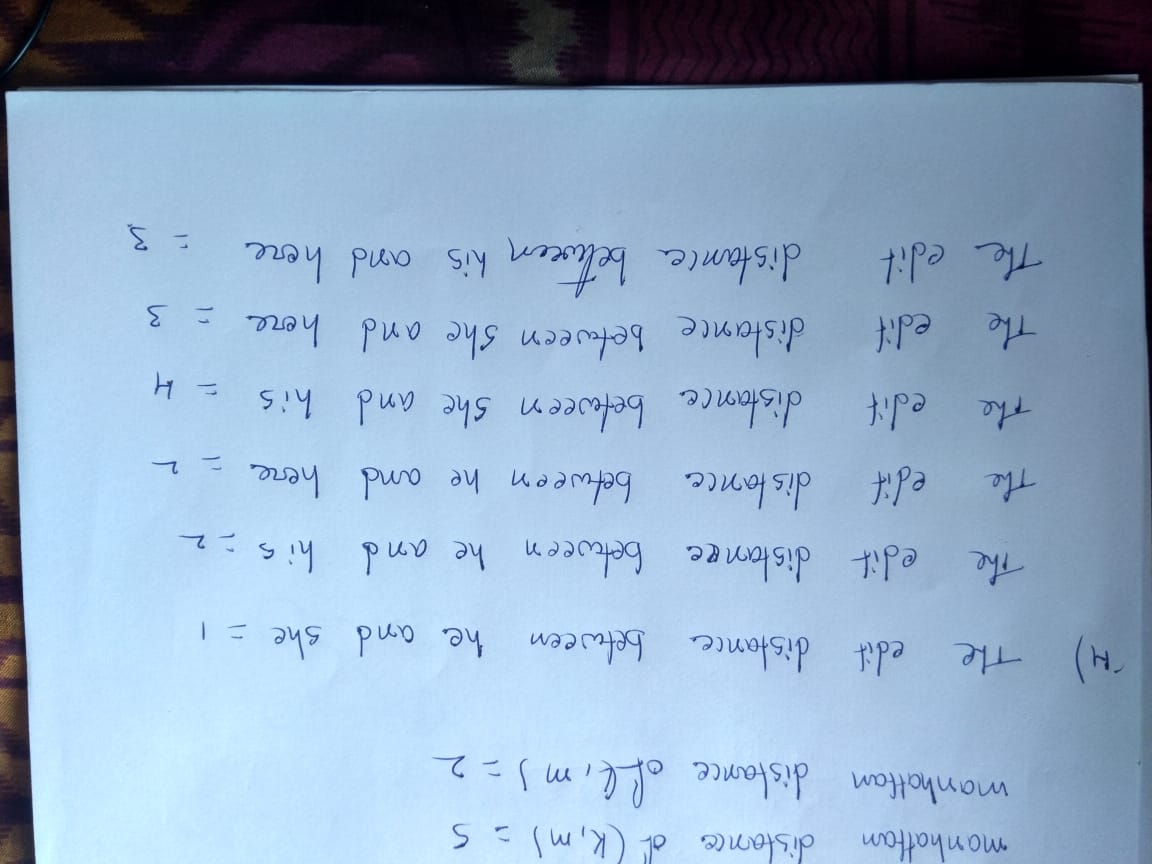 manhattan distance of (k, m) = 5
manhattan distance of (l, m) = 2
4) The edit distance between he and she = 1
The edit distance between he and his = 2
The edit distance between he and here = 2
The edit distance between she and his = 4
The edit distance between she and here = 3
The edit distance between his and here = 3